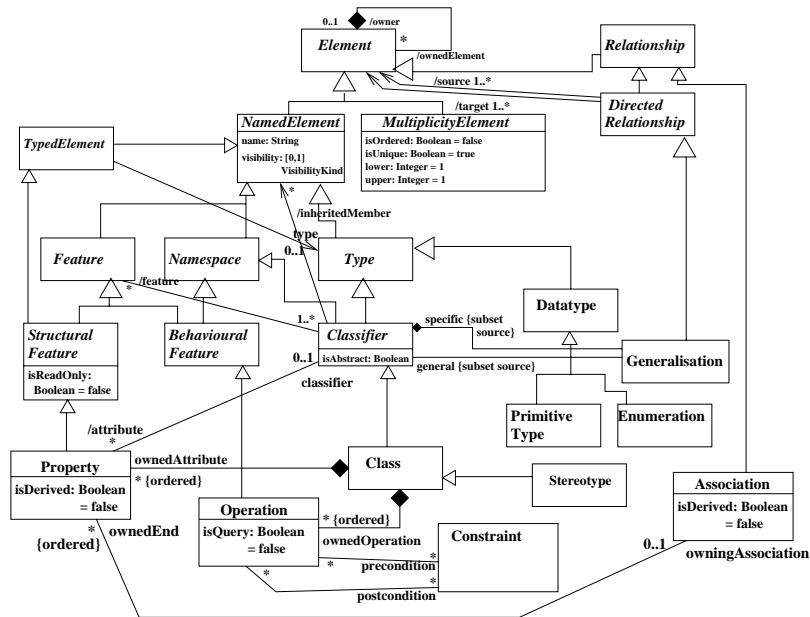 0..1
/owner
Element
*
/ownedElement
Relationship
/source 1..*
/target 1..*
Directed
Relationship
TypedElement
NamedElement
name: String
visibility: [0,1]
VisibilityKind
MultiplicityElement
isOrdered: Boolean = false
isUnique: Boolean = true
lower: Integer = 1
upper: Integer = 1
*
/inheritedMember
type
0..1
Feature
Namespace
Type
* /feature
Datatype
1..*
Structural
Feature
isReadOnly:
Boolean = false
Behavioural
Feature
Classifier
isAbstract: Boolean
specific {subset
source}
general {subset source}
Generalisation
0..1
classifier
Primitive
Type
Enumeration
/attribute
*
Property
isDerived: Boolean
= false
ownedAttribute
* {ordered}
Class
Stereotype
Association
isDerived: Boolean
= false
Operation
isQuery: Boolean
= false
* {ordered}
ownedOperation
Constraint
* ownedEnd
{ordered}
0..1
owningAssociation
*
*
precondition
*
*
postcondition